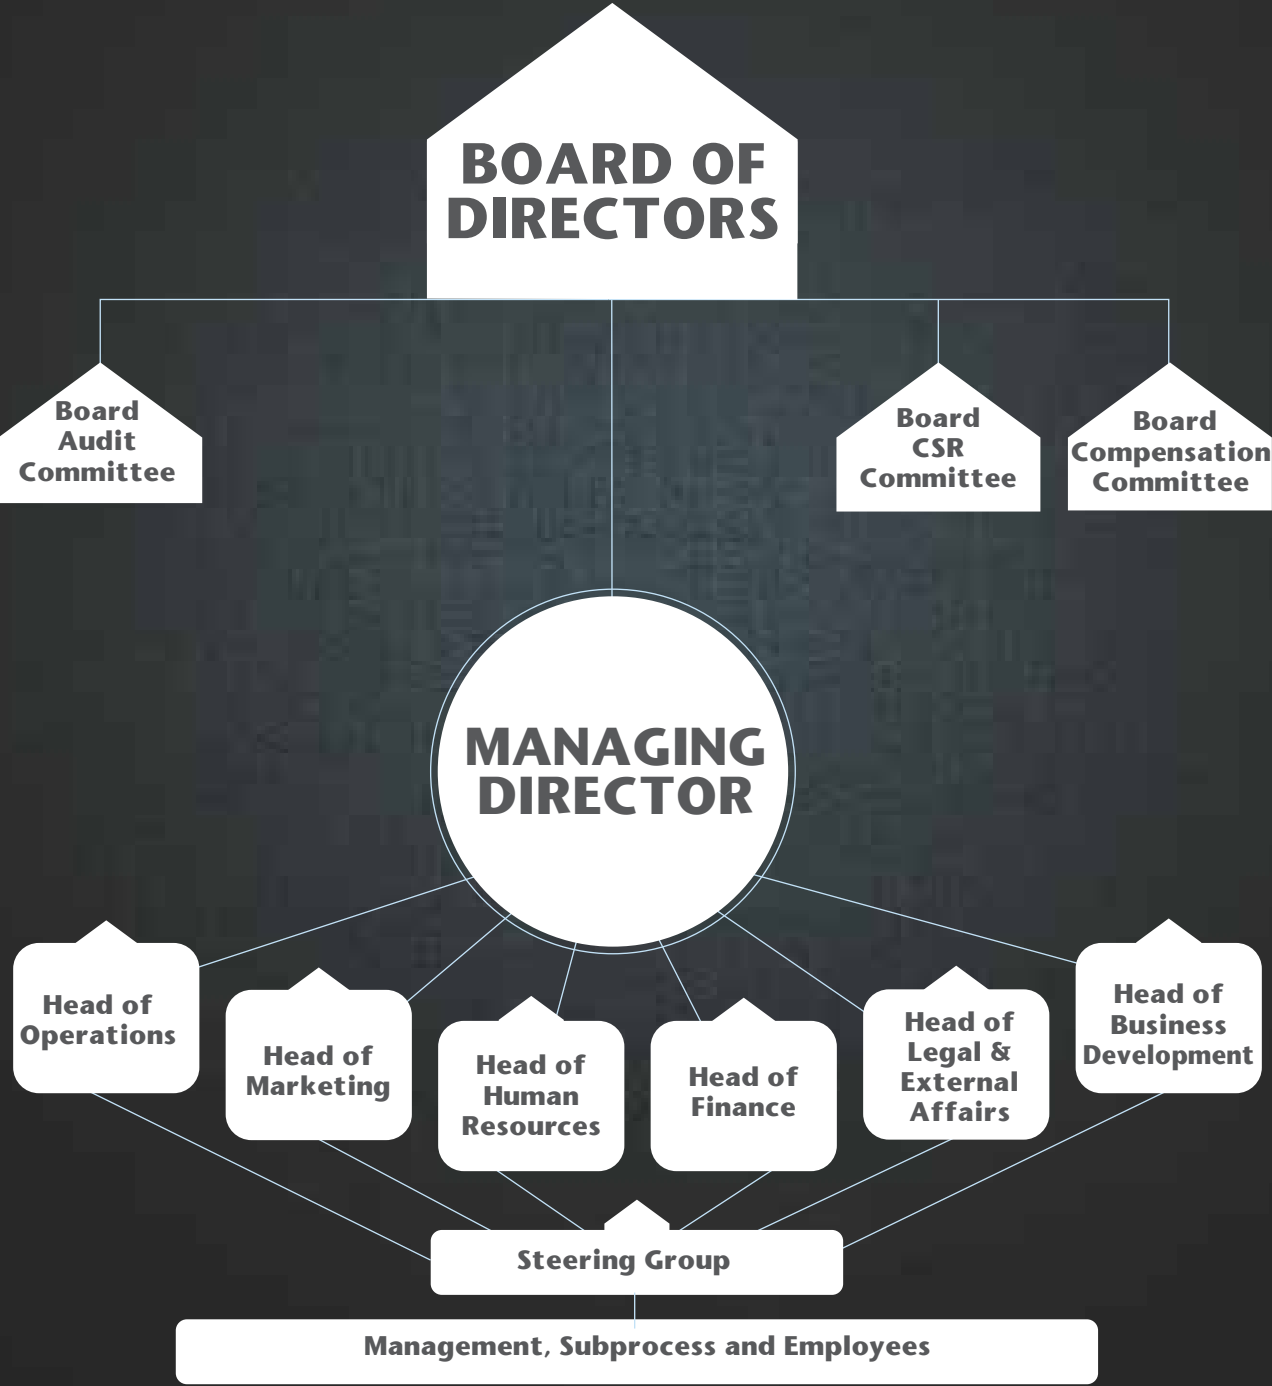 BOARD OF
DIRECTORS
Board
Audit
Committee
Board
CSR
Committee
Board
Compensation
Committee
MANAGING
DIRECTOR
Head of
Operations
Head of
Marketing
Head of
Human
Resources
Head of
Finance
Head of
Legal &
External
Affairs
Head of
Business
Development
Steering Group
Management, Subprocess and Employees